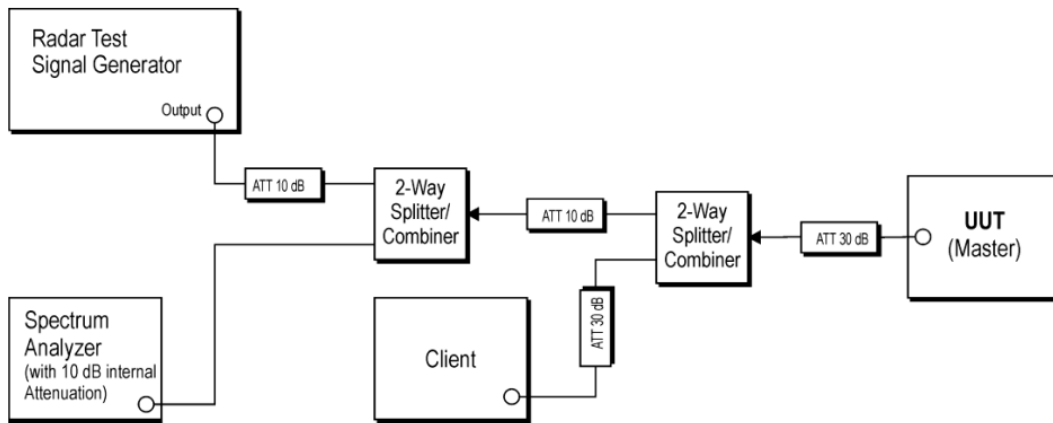 Radar Test
Signal Generator
Output
ATT 10 dB
2-Way
Splitter/
Combiner
ATT 10 dB
2-Way
Splitter/
Combiner
ATT 30 dB
UUT
(Master)
Spectrum
Analyzer
(with 10 dB internal
Attenuation)
Client
ATT 30 dB